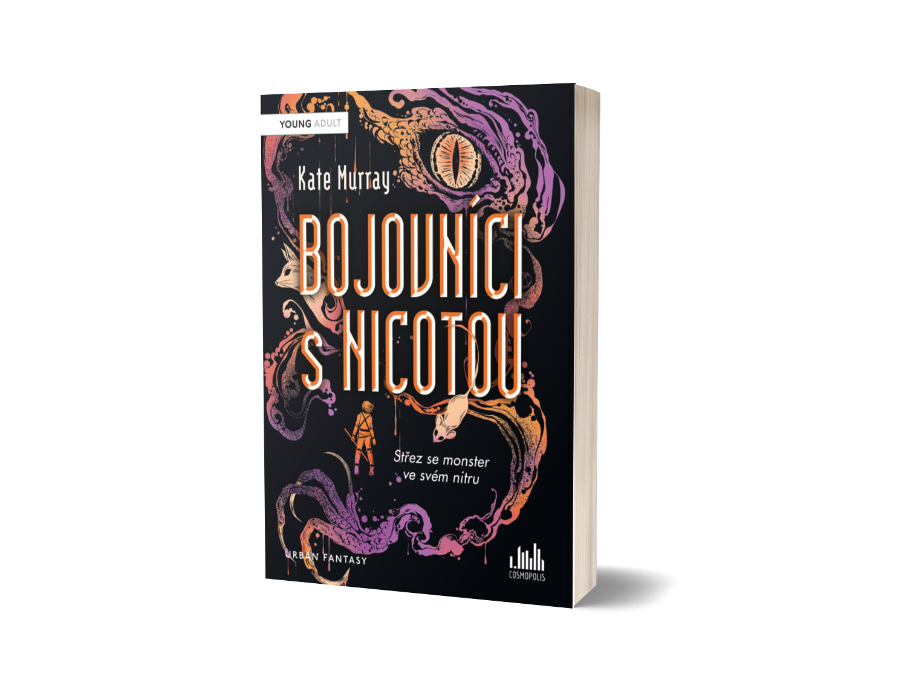 YOUNG ADULT
Kate Murray
BOJOVNÍCI
S NICOTOU
Střez se monster
ve svém nitru
URBAN FANTASY
COSMOPOLIS